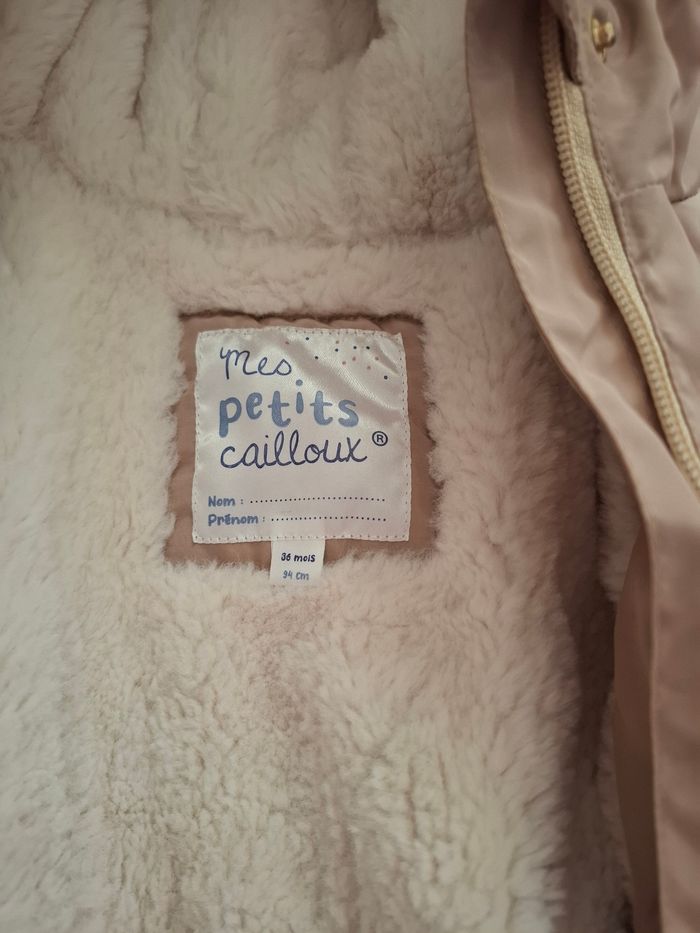 Mes
petits
cailloux®
Nom : ........................................
Prénom : ..................................
36 mois
94 cm